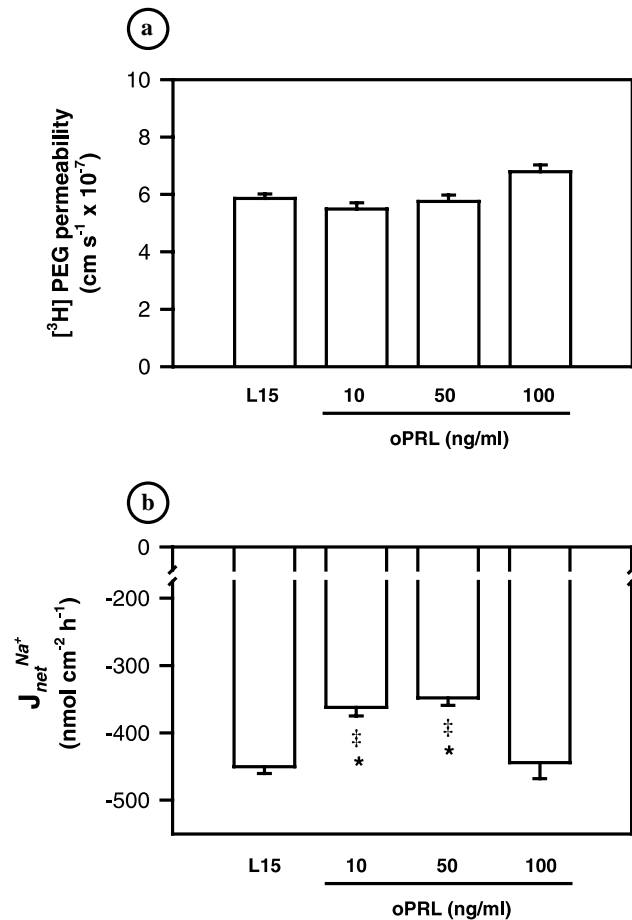 a
[³H] PEG permeability
(cm s⁻¹ x 10⁻⁷)
10
8
6
4
2
0
L15 10 50 100
oPRL (ng/ml)
b
J net Na⁺
(nmol cm⁻² h⁻¹)
0
-200
-300
-400
-500
‡ ‡
* *
L15 10 50 100
oPRL (ng/ml)